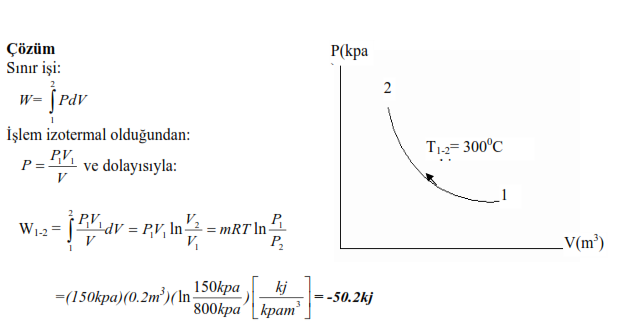 Çözüm
Sınır işi:
W= ∫₁² PdV
İşlem izotermal olduğundan:
P = P₁V₁/V ve dolayısıyla:
W₁₋₂ = ∫₁² P₁V₁/V dV = P₁V₁ ln V₂/V₁ = mRT ln P₁/P₂
=(150kpa)(0.2m³)(ln 150kpa/800kpa) [kj/kpam³] = -50.2kj
P(kpa
2
T₁₋₂= 300⁰C
1
V(m³)